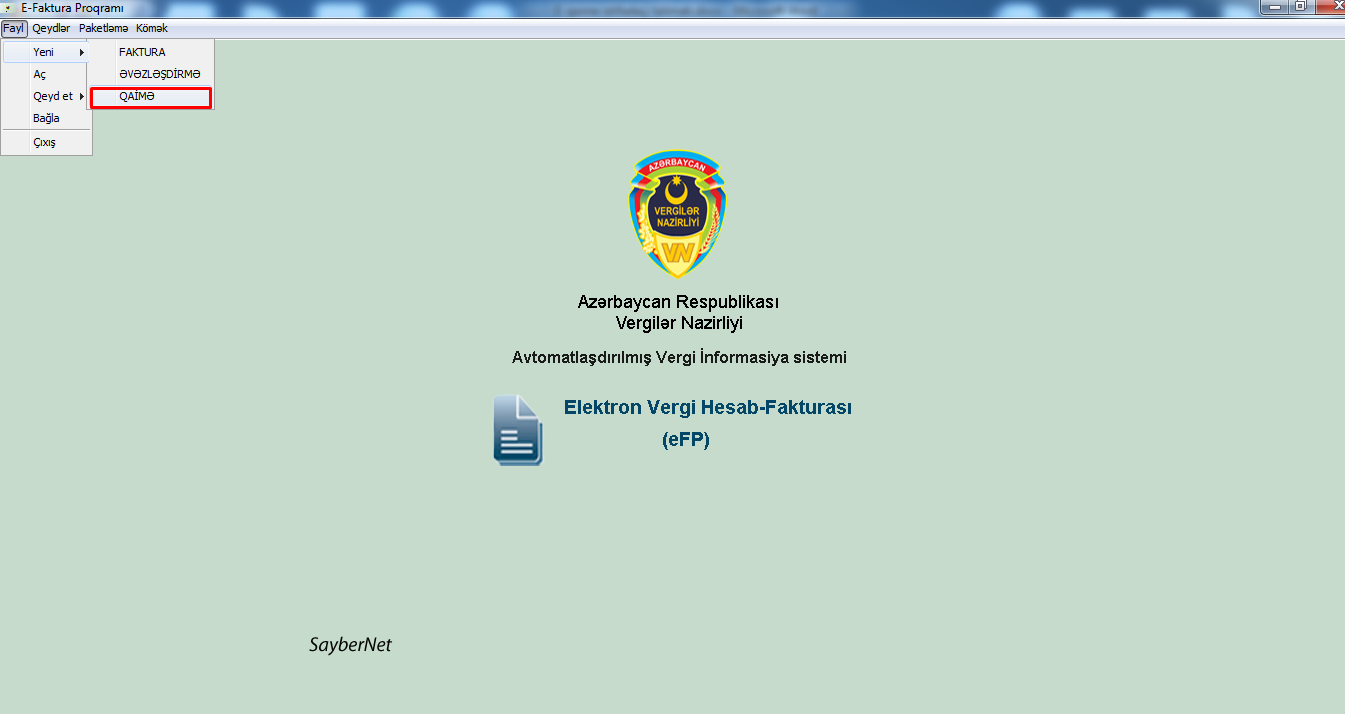 E-Faktura Proqramı
Fayl Qeydlər Paketləmə Kömək
Yeni FAKTURA
Aç ƏVƏZLƏŞDİRMƏ
Qeyd et QAİMƏ
Bağla
Çıxış
AZƏRBAYCAN
VERGİLƏR
NAZİRLİYİ
VN
Azərbaycan Respublikası
Vergilər Nazirliyi
Avtomatlaşdırılmış Vergi İnformasiya sistemi
Elektron Vergi Hesab-Fakturası
(eFP)
SayberNet